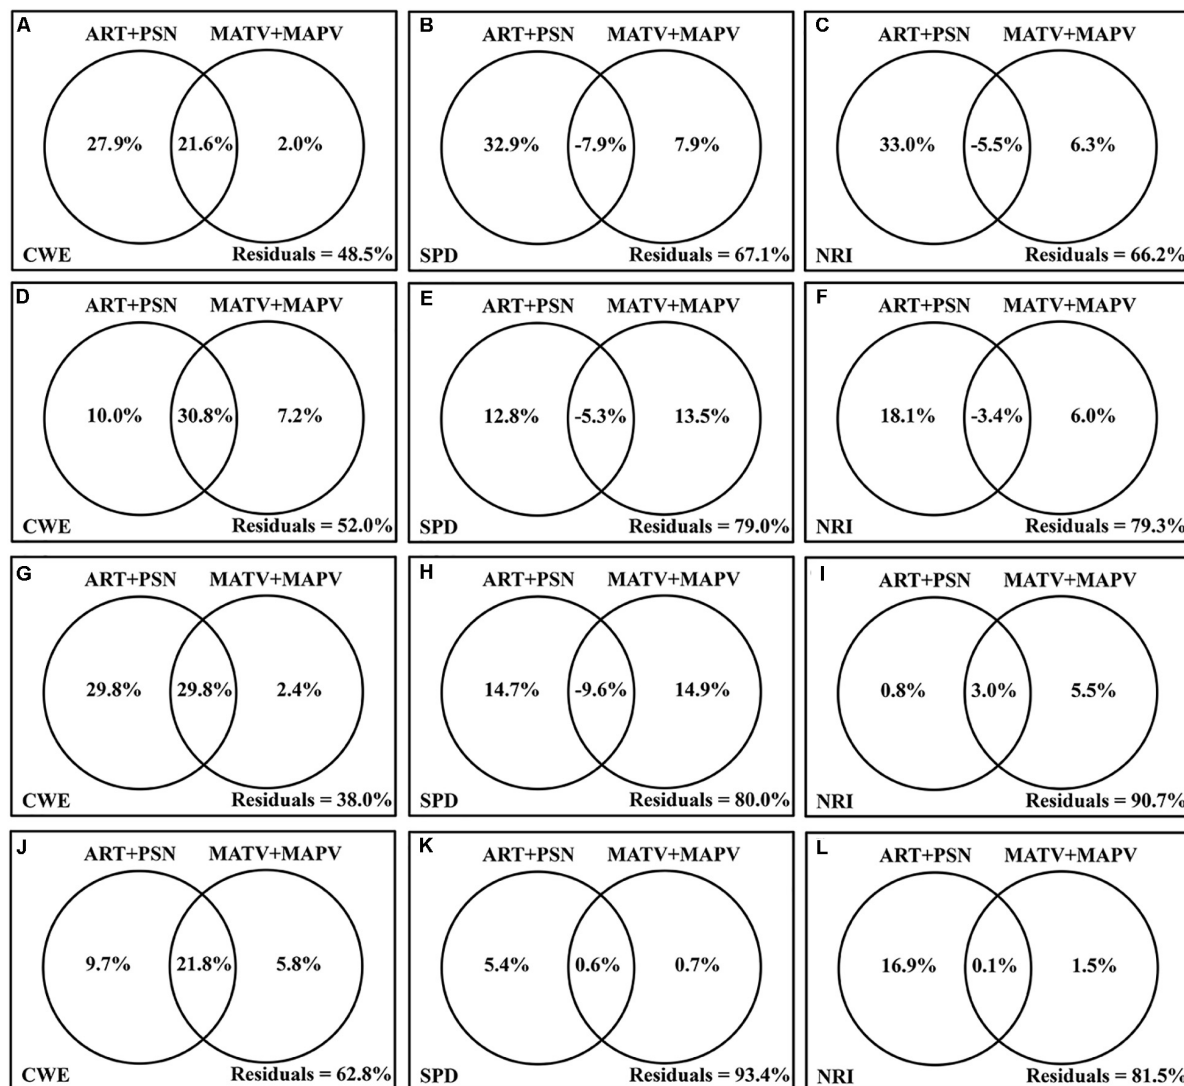 A
ART+PSN MATV+MAPV
27.9% 21.6% 2.0%
CWE Residuals = 48.5%
B
ART+PSN MATV+MAPV
32.9% -7.9% 7.9%
SPD Residuals = 67.1%
C
ART+PSN MATV+MAPV
33.0% -5.5% 6.3%
NRI Residuals = 66.2%
D
ART+PSN MATV+MAPV
10.0% 30.8% 7.2%
CWE Residuals = 52.0%
E
ART+PSN MATV+MAPV
12.8% -5.3% 13.5%
SPD Residuals = 79.0%
F
ART+PSN MATV+MAPV
18.1% -3.4% 6.0%
NRI Residuals = 79.3%
G
ART+PSN MATV+MAPV
29.8% 29.8% 2.4%
CWE Residuals = 38.0%
H
ART+PSN MATV+MAPV
14.7% -9.6% 14.9%
SPD Residuals = 80.0%
I
ART+PSN MATV+MAPV
0.8% 3.0% 5.5%
NRI Residuals = 90.7%
J
ART+PSN MATV+MAPV
9.7% 21.8% 5.8%
CWE Residuals = 62.8%
K
ART+PSN MATV+MAPV
5.4% 0.6% 0.7%
SPD Residuals = 93.4%
L
ART+PSN MATV+MAPV
16.9% 0.1% 1.5%
NRI Residuals = 81.5%